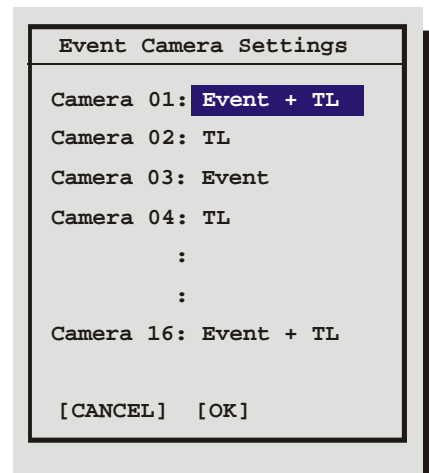 Event Camera Settings
Camera 01: Event + TL
Camera 02: TL
Camera 03: Event
Camera 04: TL
:
:
Camera 16: Event + TL
[CANCEL] [OK]